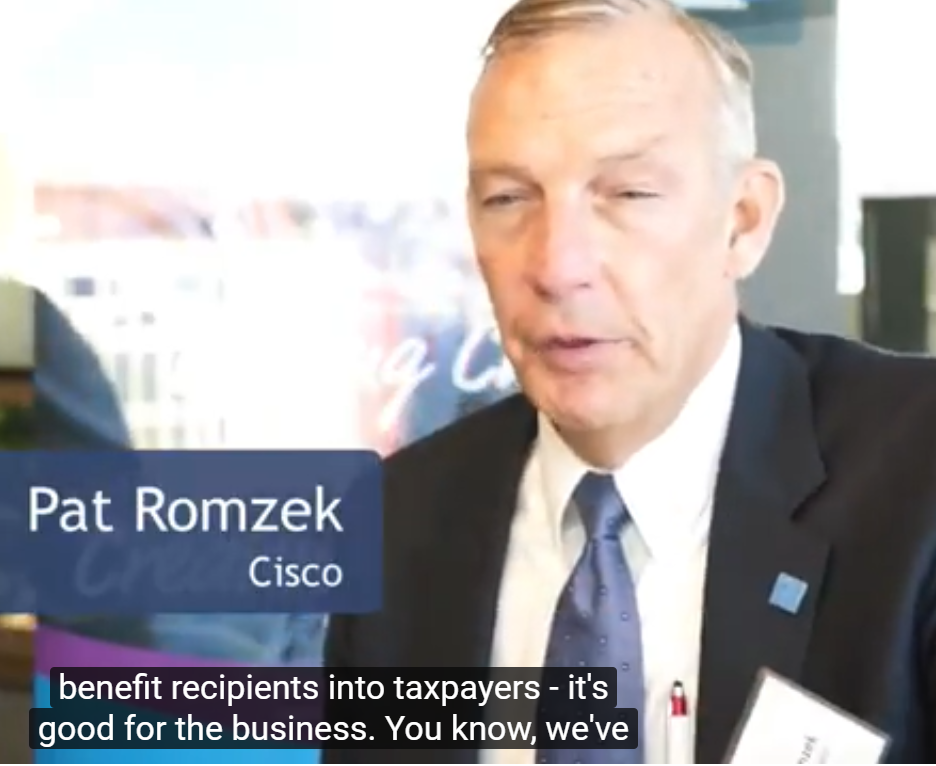 Pat Romzek
Cisco
benefit recipients into taxpayers - it's
good for the business. You know, we've